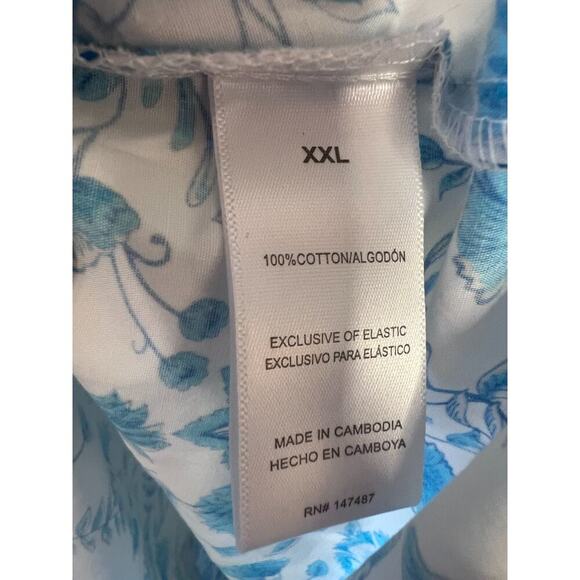 XXL
100%COTTON/ALGODÓN
EXCLUSIVE OF ELASTIC
EXCLUSIVO PARA ELÁSTICO
MADE IN CAMBODIA
HECHO EN CAMBOYA
RN# 147487